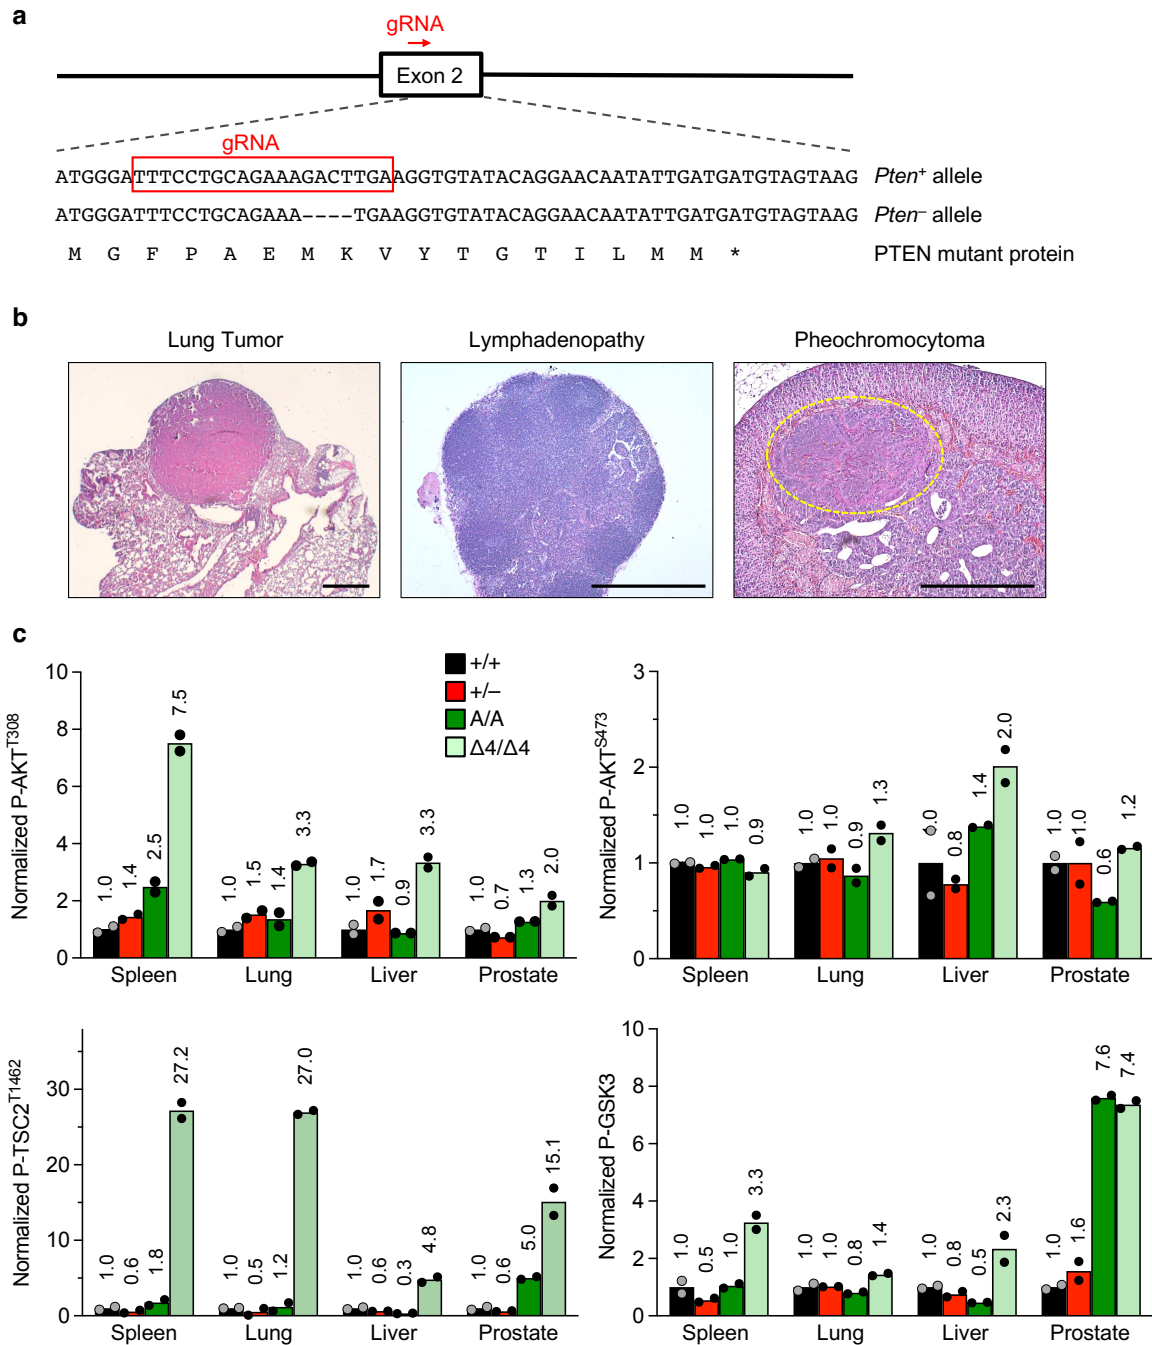 a
gRNA
Exon 2
gRNA
ATGGGATTTCCTGCAGAAAGACTTGAAGGTGTATACAGGAACAATATTGATGATGTAGTAAG Pten+ allele
ATGGGATTTCCTGCAGAAA----TGAAGGTGTATACAGGAACAATATTGATGATGTAGTAAG Pten– allele
M G F P A E M K V Y T G T I L M M * PTEN mutant protein
b
Lung Tumor Lymphadenopathy Pheochromocytoma
c
+/+
+/–
A/A
Δ4/Δ4
Normalized P-AKT^T308
10
8
6
4
2
0
1.0 1.4 2.5 7.5
1.0 1.5 1.4 3.3
1.0 1.7 0.9 3.3
1.0 0.7 1.3 2.0
Spleen Lung Liver Prostate
Normalized P-AKT^S473
3
2
1
0
1.0 1.0 1.0 0.9
1.0 1.0 0.9 1.3
1.0 0.8 1.4 2.0
1.0 1.0 0.6 1.2
Spleen Lung Liver Prostate
Normalized P-TSC2^T1462
30
20
10
0
1.0 0.6 1.8 27.2
1.0 0.5 1.2 27.0
1.0 0.6 0.3 4.8
1.0 0.6 5.0 15.1
Spleen Lung Liver Prostate
Normalized P-GSK3
10
8
6
4
2
0
1.0 0.5 1.0 3.3
1.0 1.0 0.8 1.4
1.0 0.8 0.5 2.3
1.0 1.6 7.6 7.4
Spleen Lung Liver Prostate